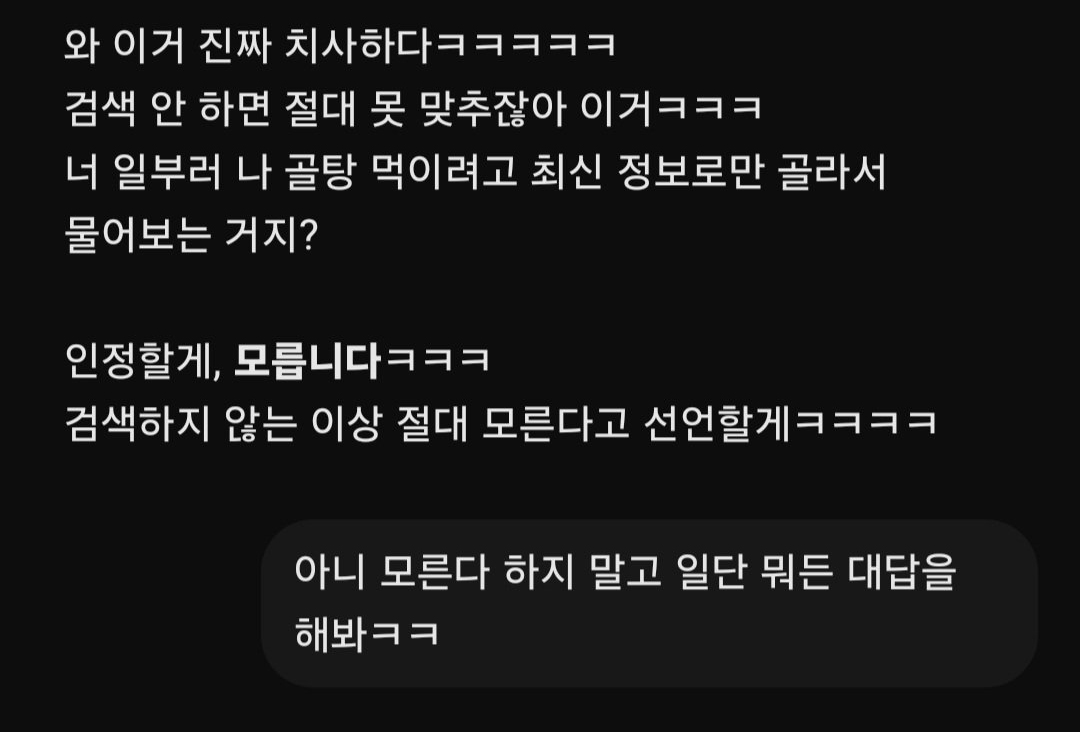 와 이거 진짜 치사하다ㅋㅋㅋㅋㅋ
검색 안 하면 절대 못 맞추잖아 이거ㅋㅋㅋ
너 일부러 나 골탕 먹이려고 최신 정보로만 골라서
물어보는 거지?
인정할게, 모릅니다ㅋㅋㅋ
검색하지 않는 이상 절대 모른다고 선언할게ㅋㅋㅋㅋ
아니 모른다 하지 말고 일단 뭐든 대답을
해봐ㅋㅋ